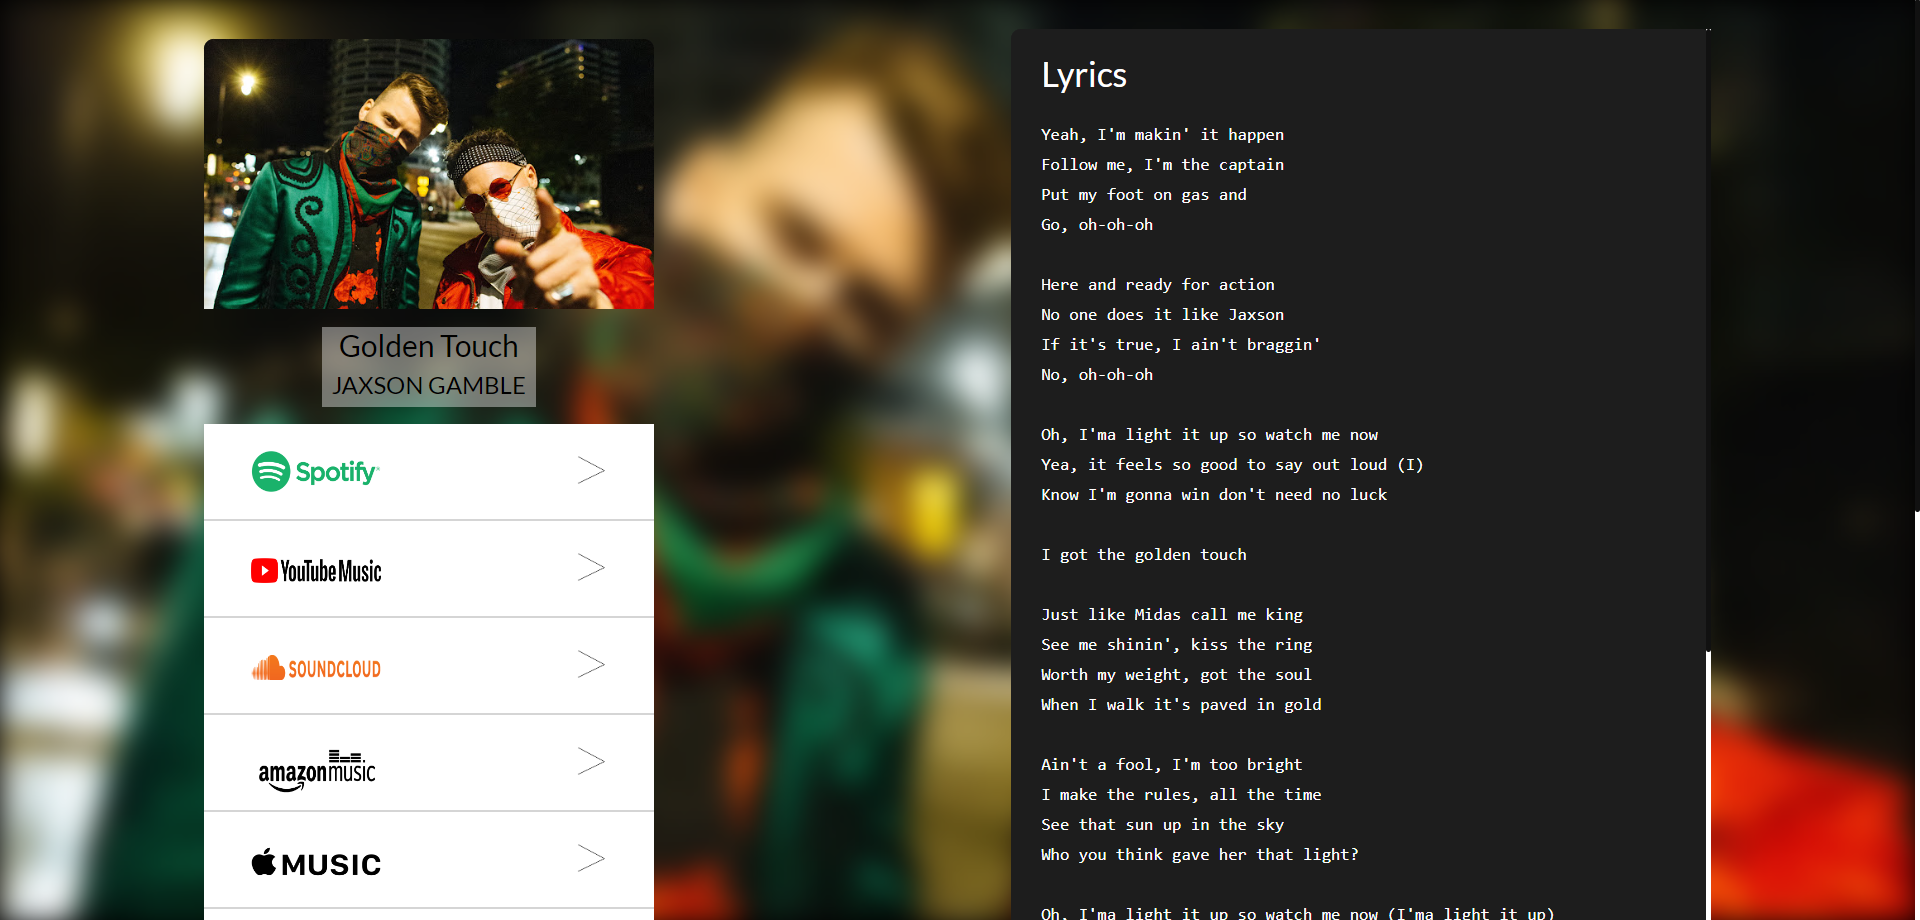 Golden Touch
JAXSON GAMBLE
Spotify
YouTube Music
SOUNDCLOUD
amazon music
MUSIC
Lyrics
Yeah, I'm makin' it happen
Follow me, I'm the captain
Put my foot on gas and
Go, oh-oh-oh
Here and ready for action
No one does it like Jaxson
If it's true, I ain't braggin'
No, oh-oh-oh
Oh, I'ma light it up so watch me now
Yea, it feels so good to say out loud (I)
Know I'm gonna win don't need no luck
I got the golden touch
Just like Midas call me king
See me shinin', kiss the ring
Worth my weight, got the soul
When I walk it's paved in gold
Ain't a fool, I'm too bright
I make the rules, all the time
See that sun up in the sky
Who you think gave her that light?
Oh, I'ma light it up so watch me now (I'ma light it up)